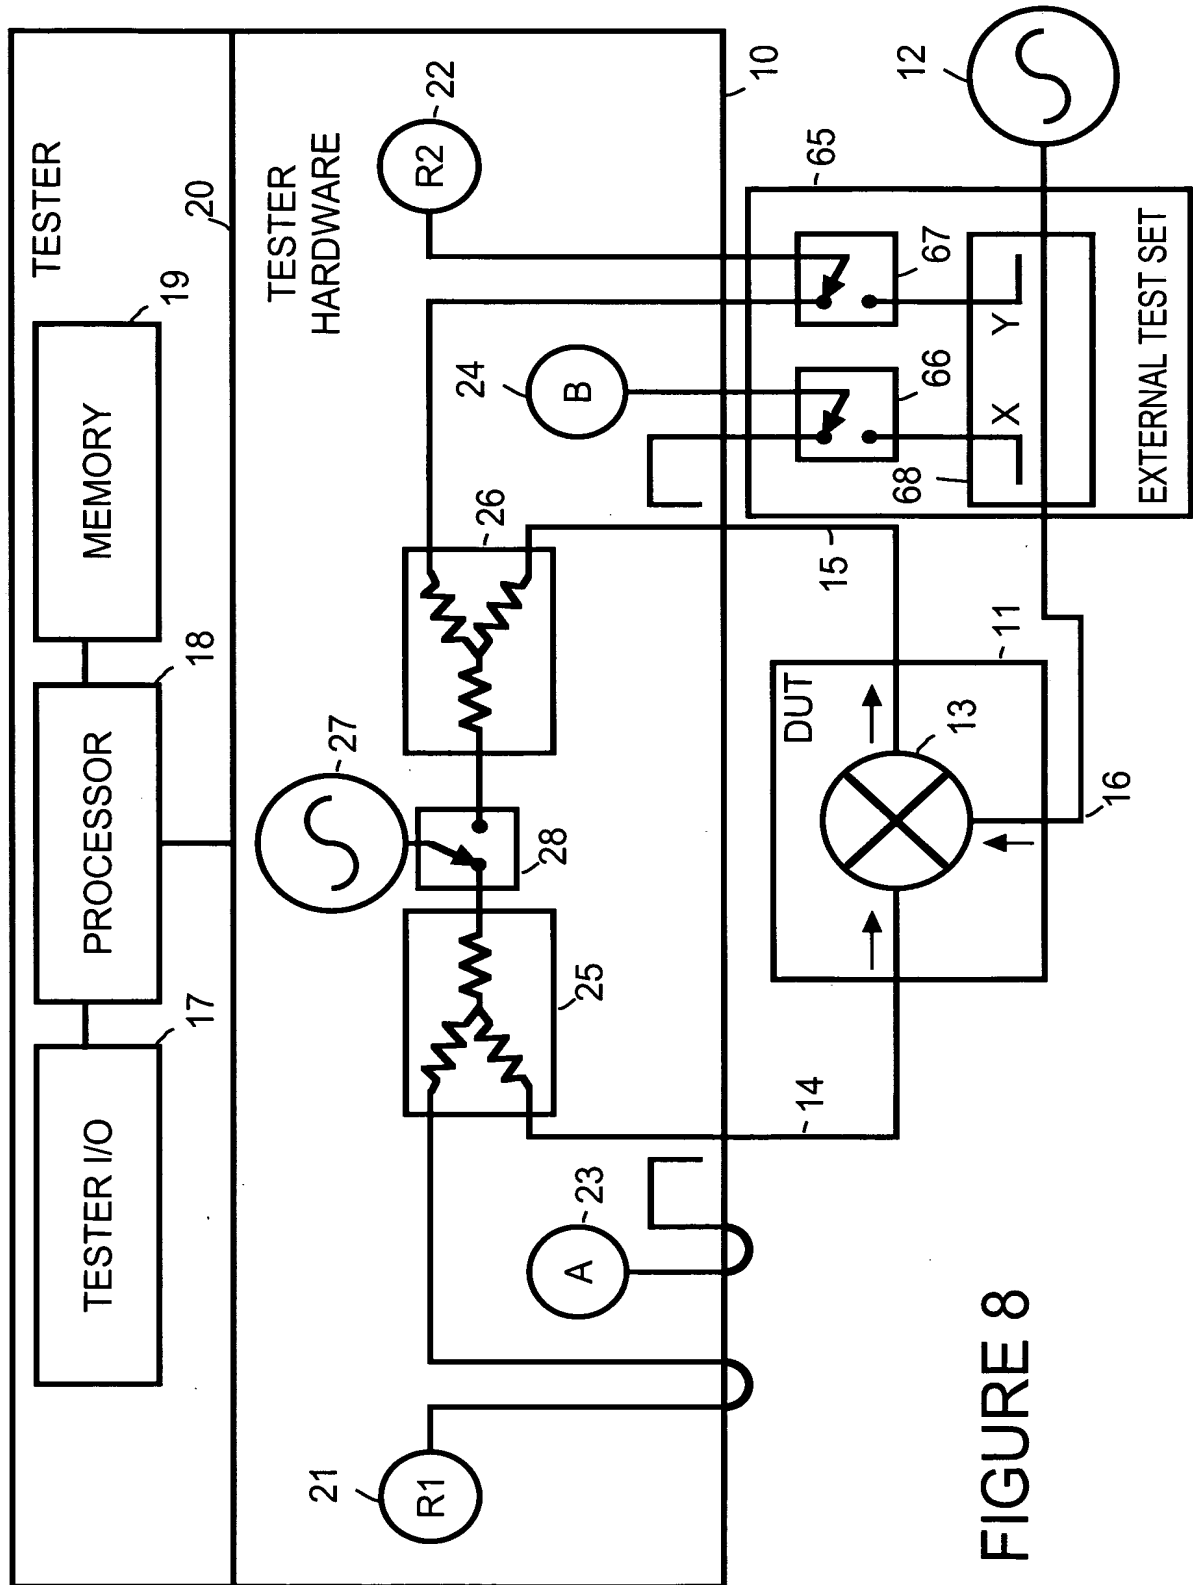 TESTER
TESTER I/O
17
PROCESSOR
18
MEMORY
19
20
TESTER
HARDWARE
R1
21
R2
22
A
23
B
24
25
26
27
28
10
14
15
DUT
11
13
16
65
66
67
68
X
Y
EXTERNAL TEST SET
12
FIGURE 8